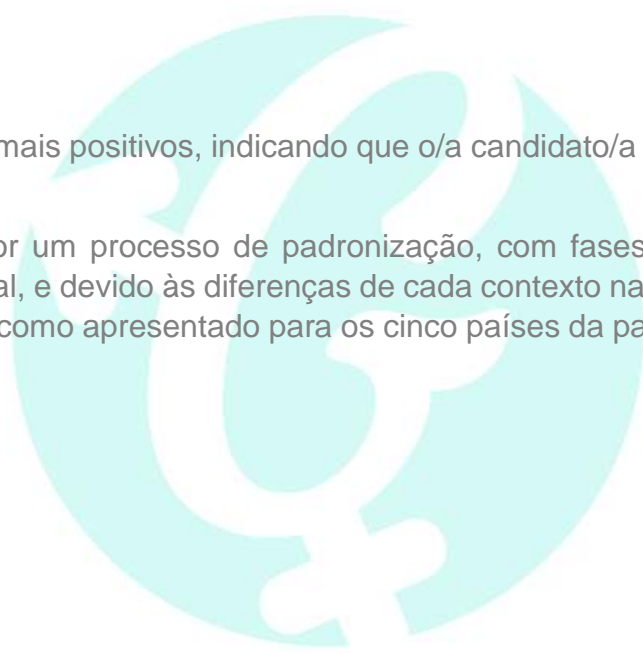 mais positivos, indicando que o/a candidato/a
or um processo de padronização, com fases
al, e devido às diferenças de cada contexto na
como apresentado para os cinco países da pa